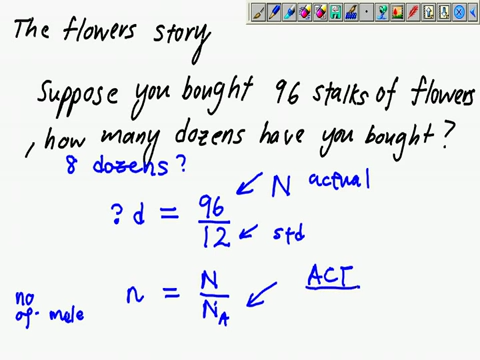 The flowers story
Suppose you bought 96 stalks of flowers
, how many dozens have you bought?
8 dozens?
?d = 96/12
N actual
std
n = N/N_A
ACT
no
of mole